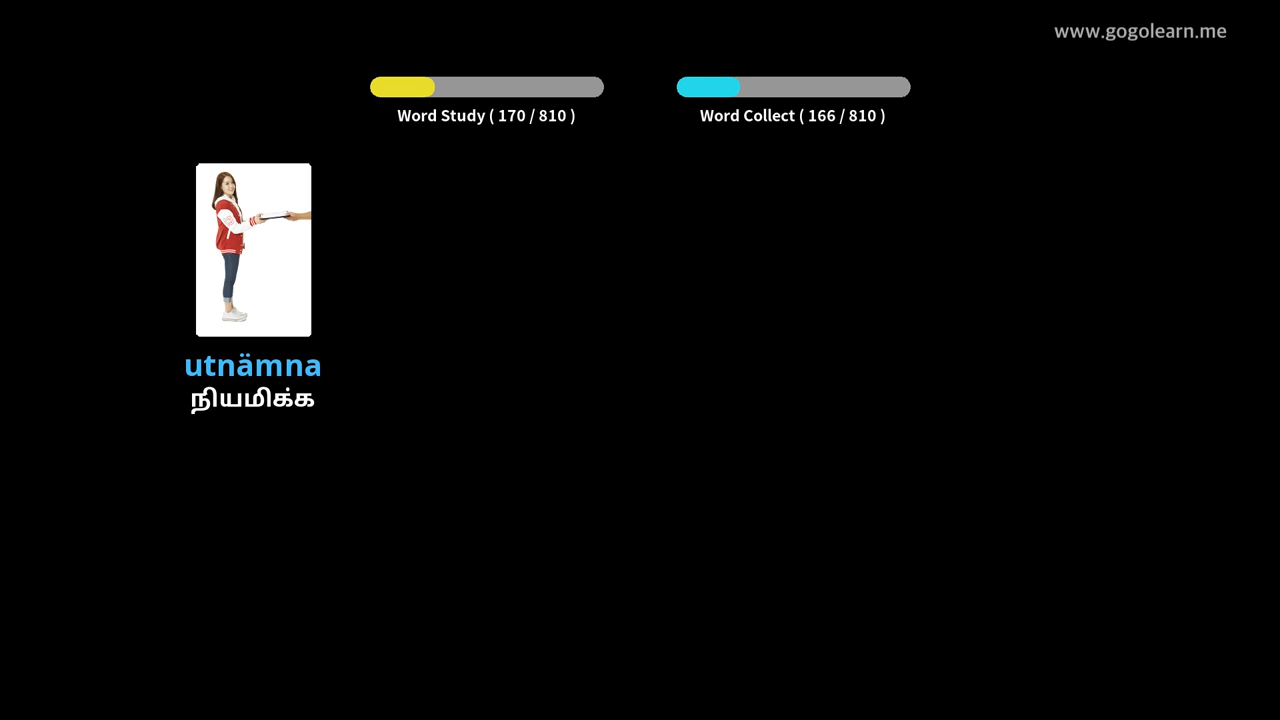 www.gogolearn.me
Word Study ( 170 / 810 )
Word Collect ( 166 / 810 )
utnämna
நியமிக்க